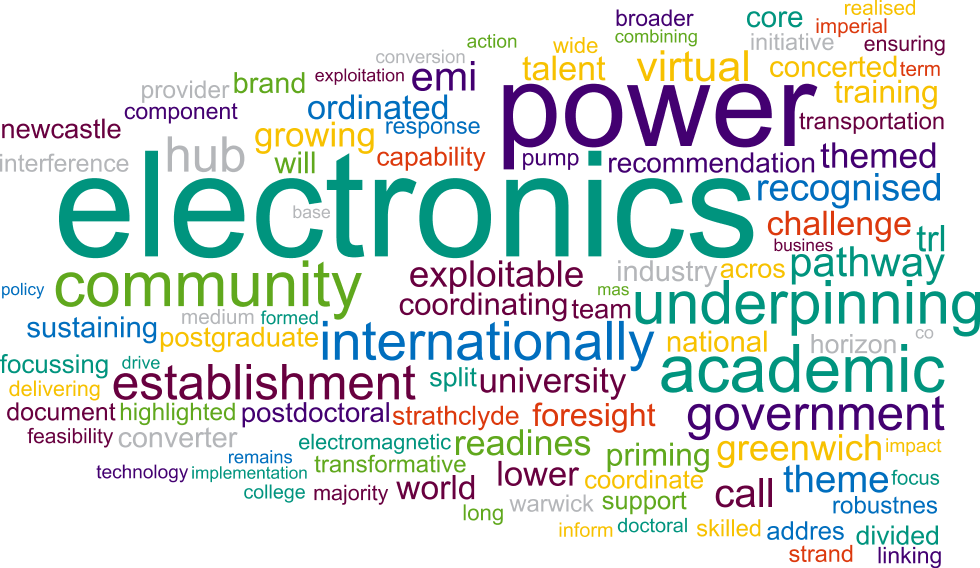 realised
broader core imperial
action combining initiative ensuring
conversion wide
exploitation emi talent virtual concerted term
provider brand power training
component ordinated
newcastle growing response transportation
interference hub will capability pump recommendation themed
electronics recognised
base challenge
busines trl
community exploitable industry acros pathway
policy coordinating team mas underpinning
medium formed
sustaining postgraduate internationally national horizon co
focussing drive academic
delivering establishment split university
document highlighted postdoctoral strathclyde foresight government
feasibility converter electromagnetic readines greenwich impact
remains priming
technology implementation transformative lower coordinate theme focus
college majority world warwick support call robustnes
long
inform doctoral skilled addres divided
strand linking